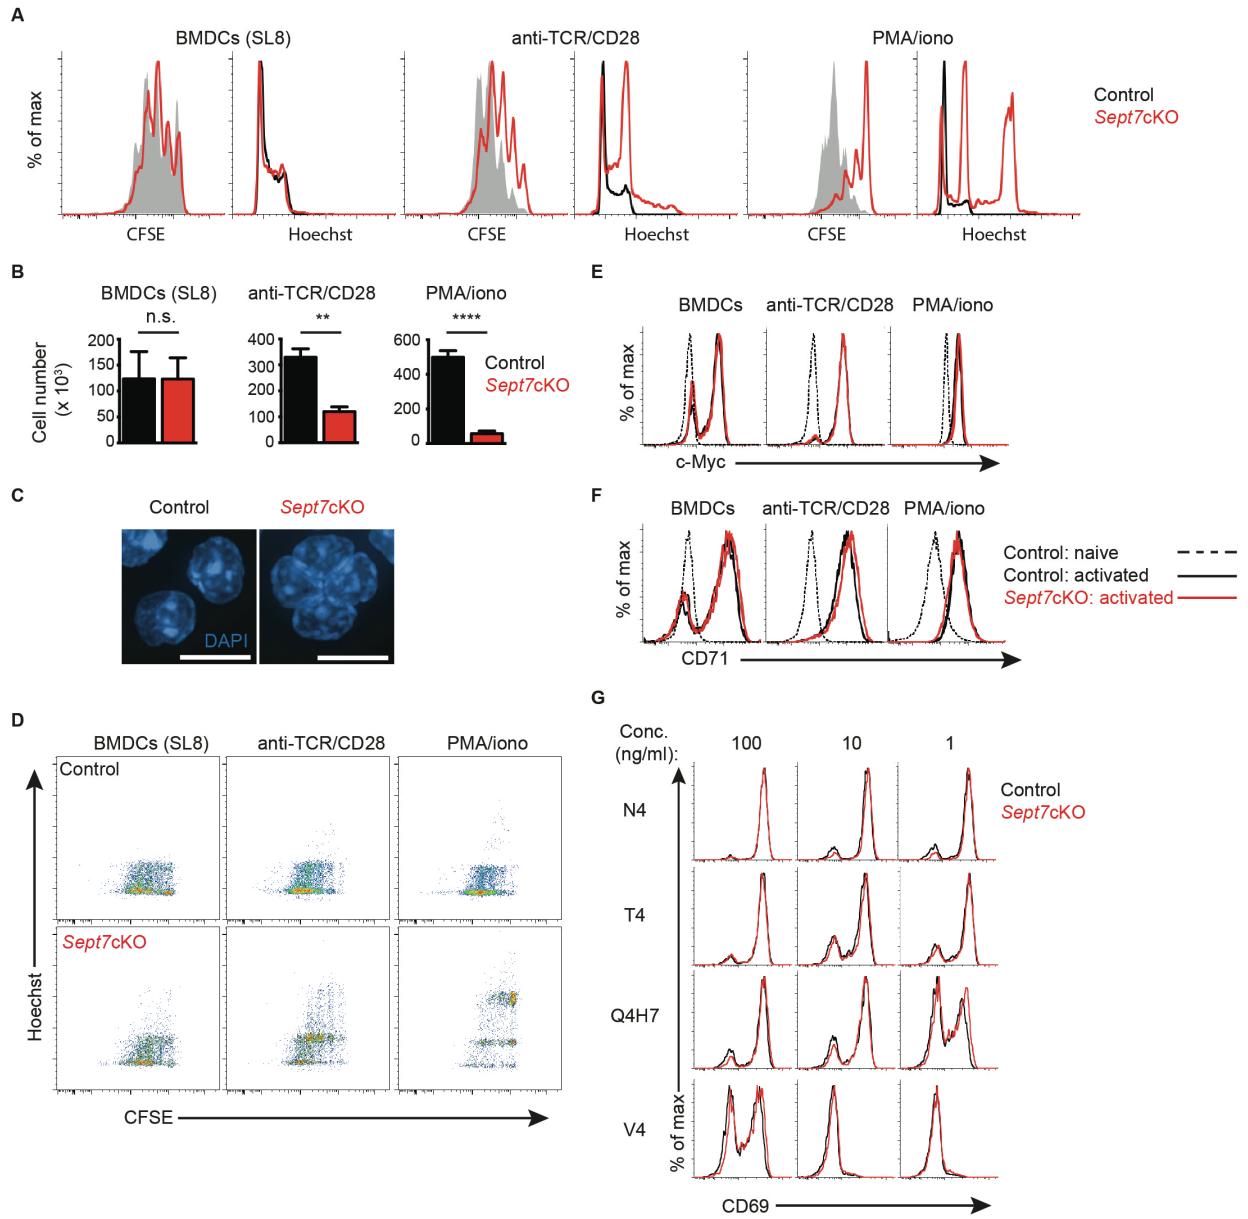 A
BMDCs (SL8)
anti-TCR/CD28
PMA/iono
% of max
Control
Sept7cKO
CFSE
Hoechst
CFSE
Hoechst
CFSE
Hoechst
B
BMDCs (SL8)
anti-TCR/CD28
PMA/iono
n.s.
**
****
Cell number
(x 10³)
200
150
100
50
0
400
300
200
100
0
600
400
200
0
Control
Sept7cKO
C
Control
Sept7cKO
DAPI
D
BMDCs (SL8)
anti-TCR/CD28
PMA/iono
Control
Sept7cKO
Hoechst
CFSE
E
BMDCs
anti-TCR/CD28
PMA/iono
% of max
c-Myc
F
BMDCs
anti-TCR/CD28
PMA/iono
% of max
CD71
Control: naive
Control: activated
Sept7cKO: activated
G
Conc.
(ng/ml):
100
10
1
N4
T4
Q4H7
V4
Control
Sept7cKO
% of max
CD69